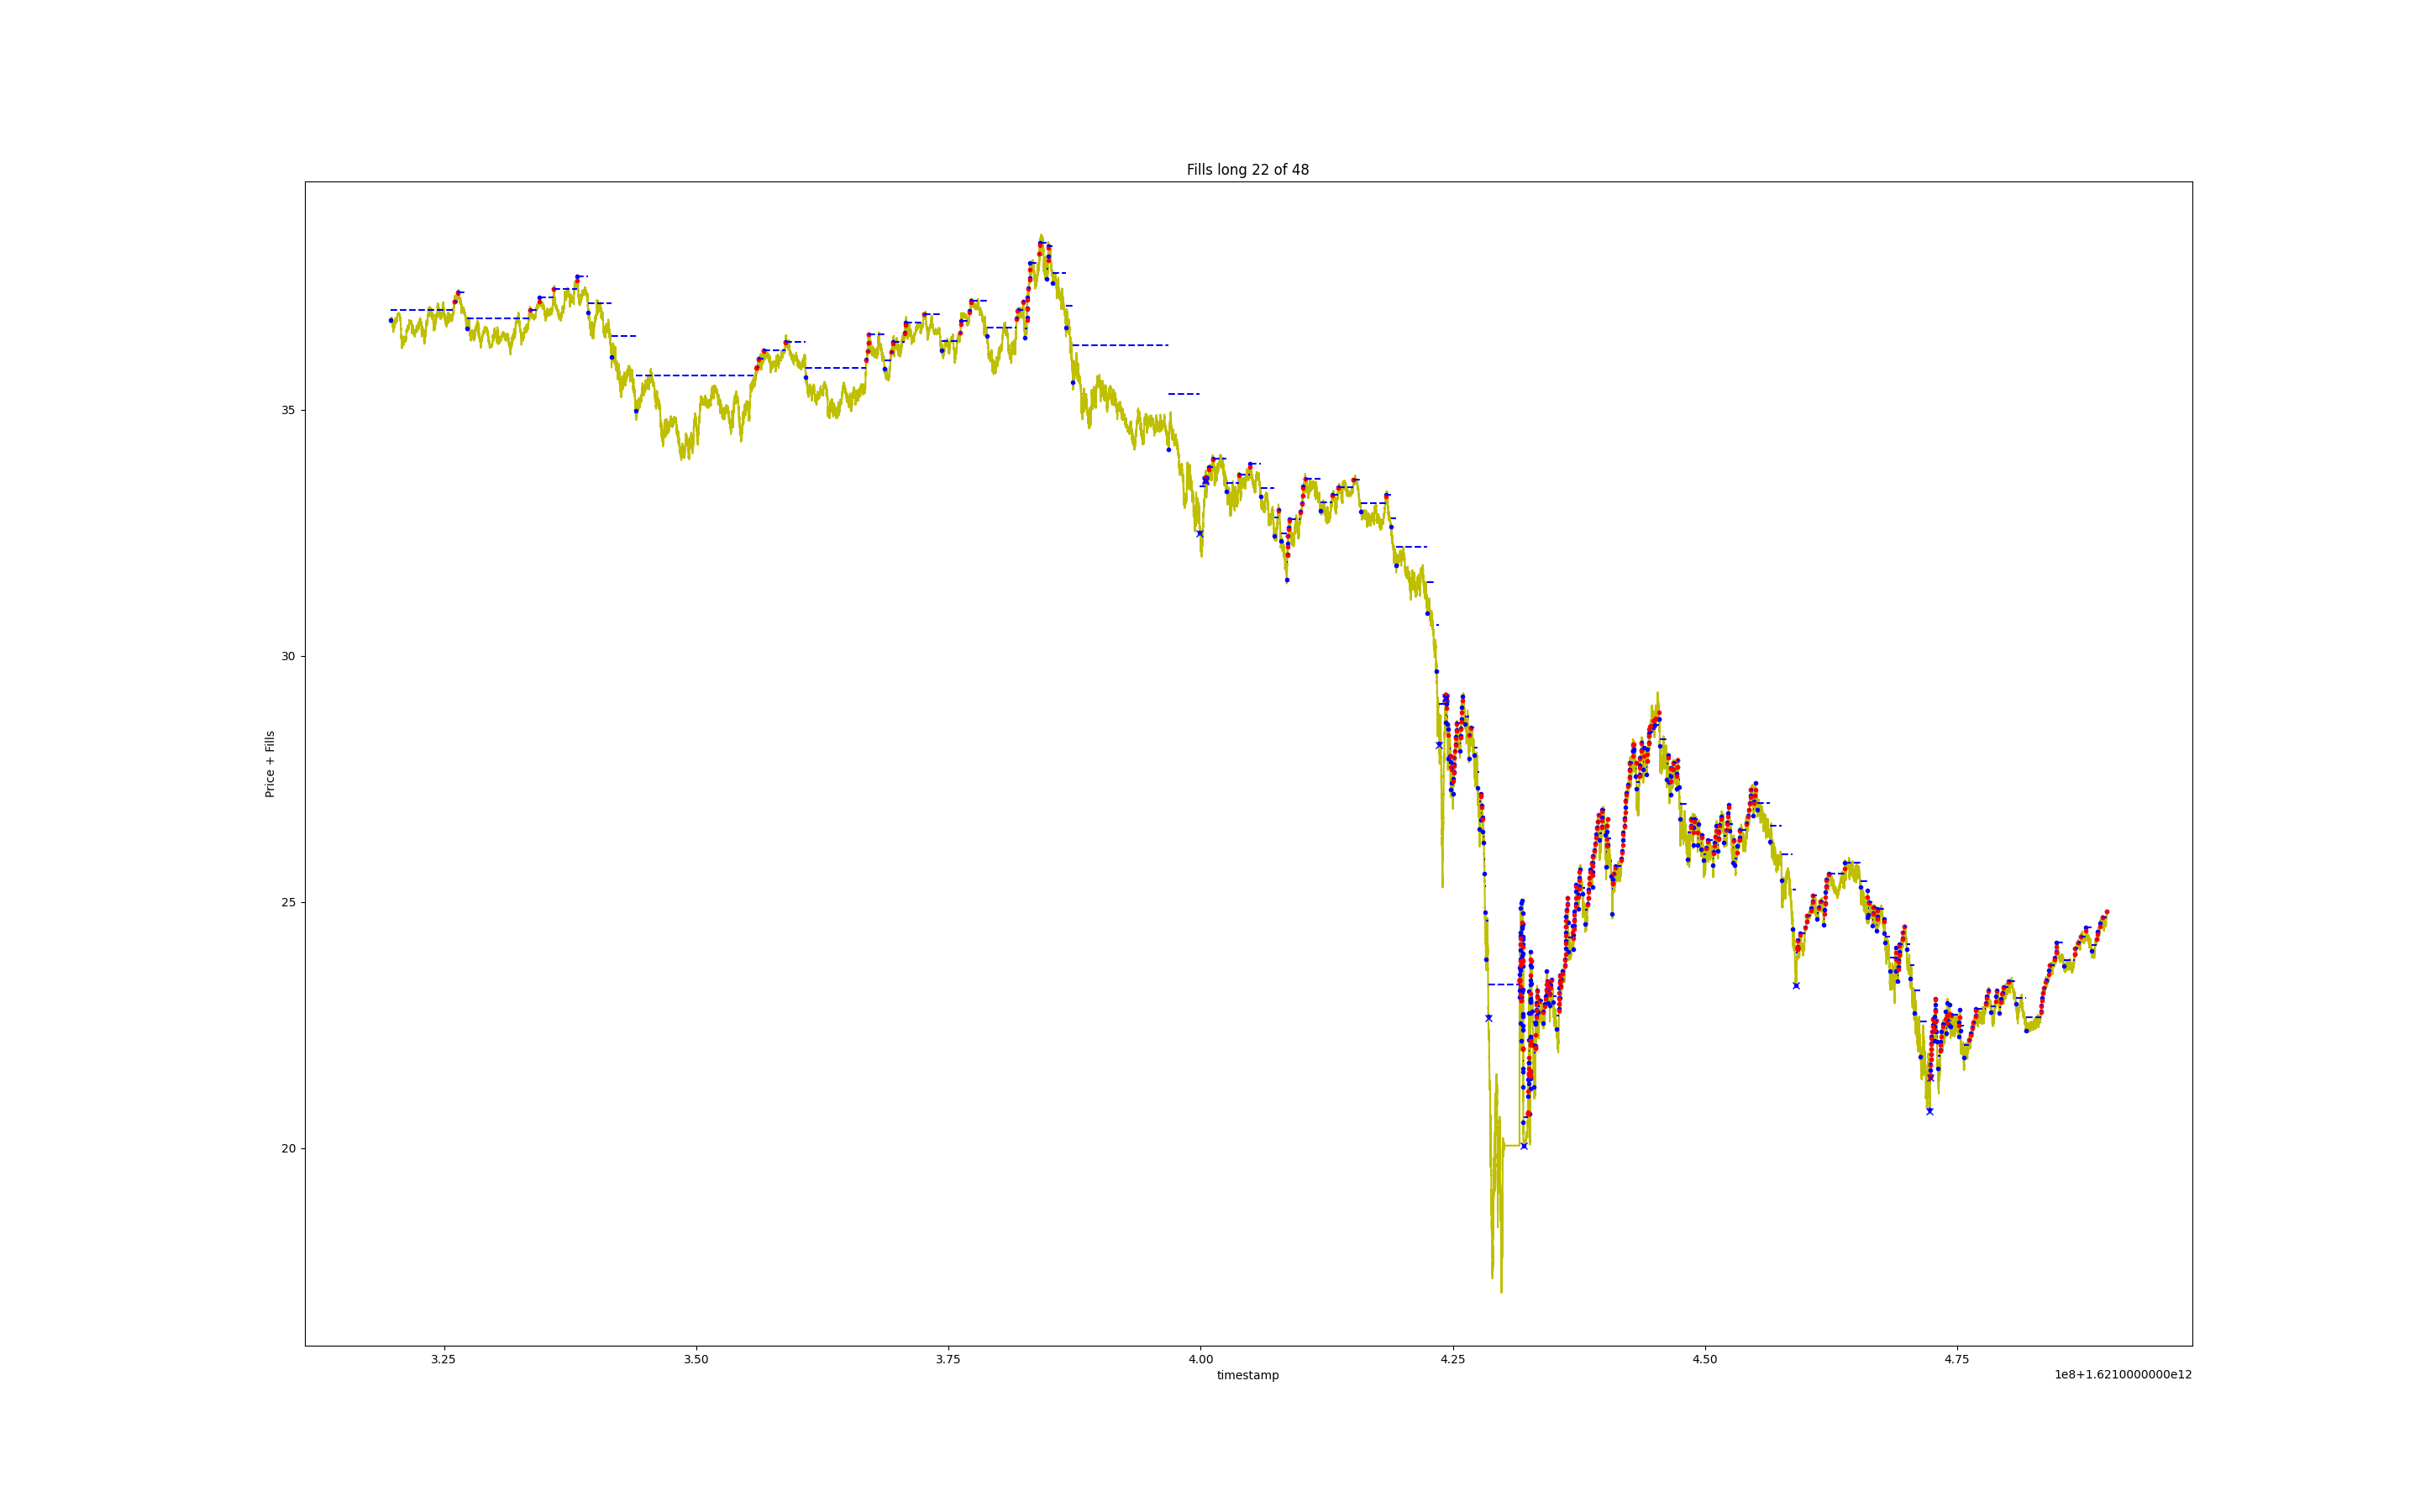 Fills long 22 of 48
Price + Fills
35
30
25
20
3.25 3.50 3.75 4.00 4.25 4.50 4.75
timestamp
1e8+1.6210000000e12